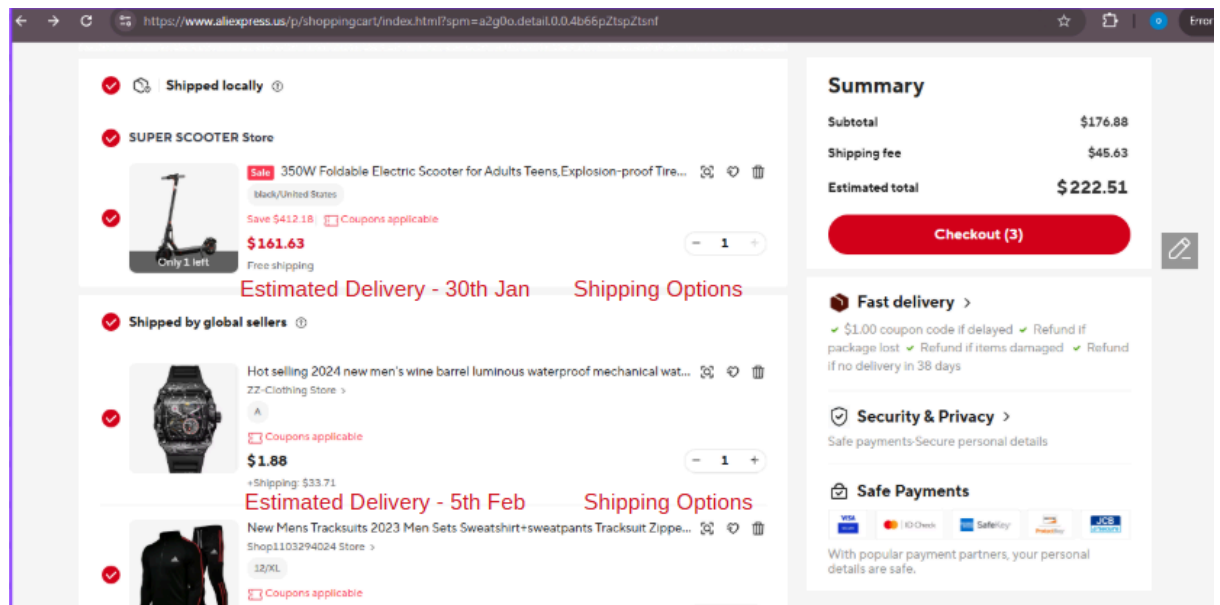 https://www.aliexpress.us/p/shoppingcart/index.html?spm=a2g0o.detail.0.0.4b66pZtspZtsnf
Error
Shipped locally
SUPER SCOOTER Store
Sale 350W Foldable Electric Scooter for Adults Teens,Explosion-proof Tire...
black/United States
Save $412.18 Coupons applicable
$161.63
- 1 +
Only 1 left
Free shipping
Estimated Delivery - 30th Jan Shipping Options
Shipped by global sellers
Hot selling 2024 new men's wine barrel luminous waterproof mechanical wat...
ZZ-Clothing Store >
A
Coupons applicable
$1.88
- 1 +
+Shipping: $33.71
Estimated Delivery - 5th Feb Shipping Options
New Mens Tracksuits 2023 Men Sets Sweatshirt+sweatpants Tracksuit Zippe...
Shop1103294024 Store >
12/XL
Coupons applicable
Summary
Subtotal $176.88
Shipping fee $45.63
Estimated total $222.51
Checkout (3)
Fast delivery >
$1.00 coupon code if delayed Refund if
package lost Refund if items damaged Refund
if no delivery in 38 days
Security & Privacy >
Safe payments·Secure personal details
Safe Payments
VISA ID Check SafeKey JCB
With popular payment partners, your personal
details are safe.